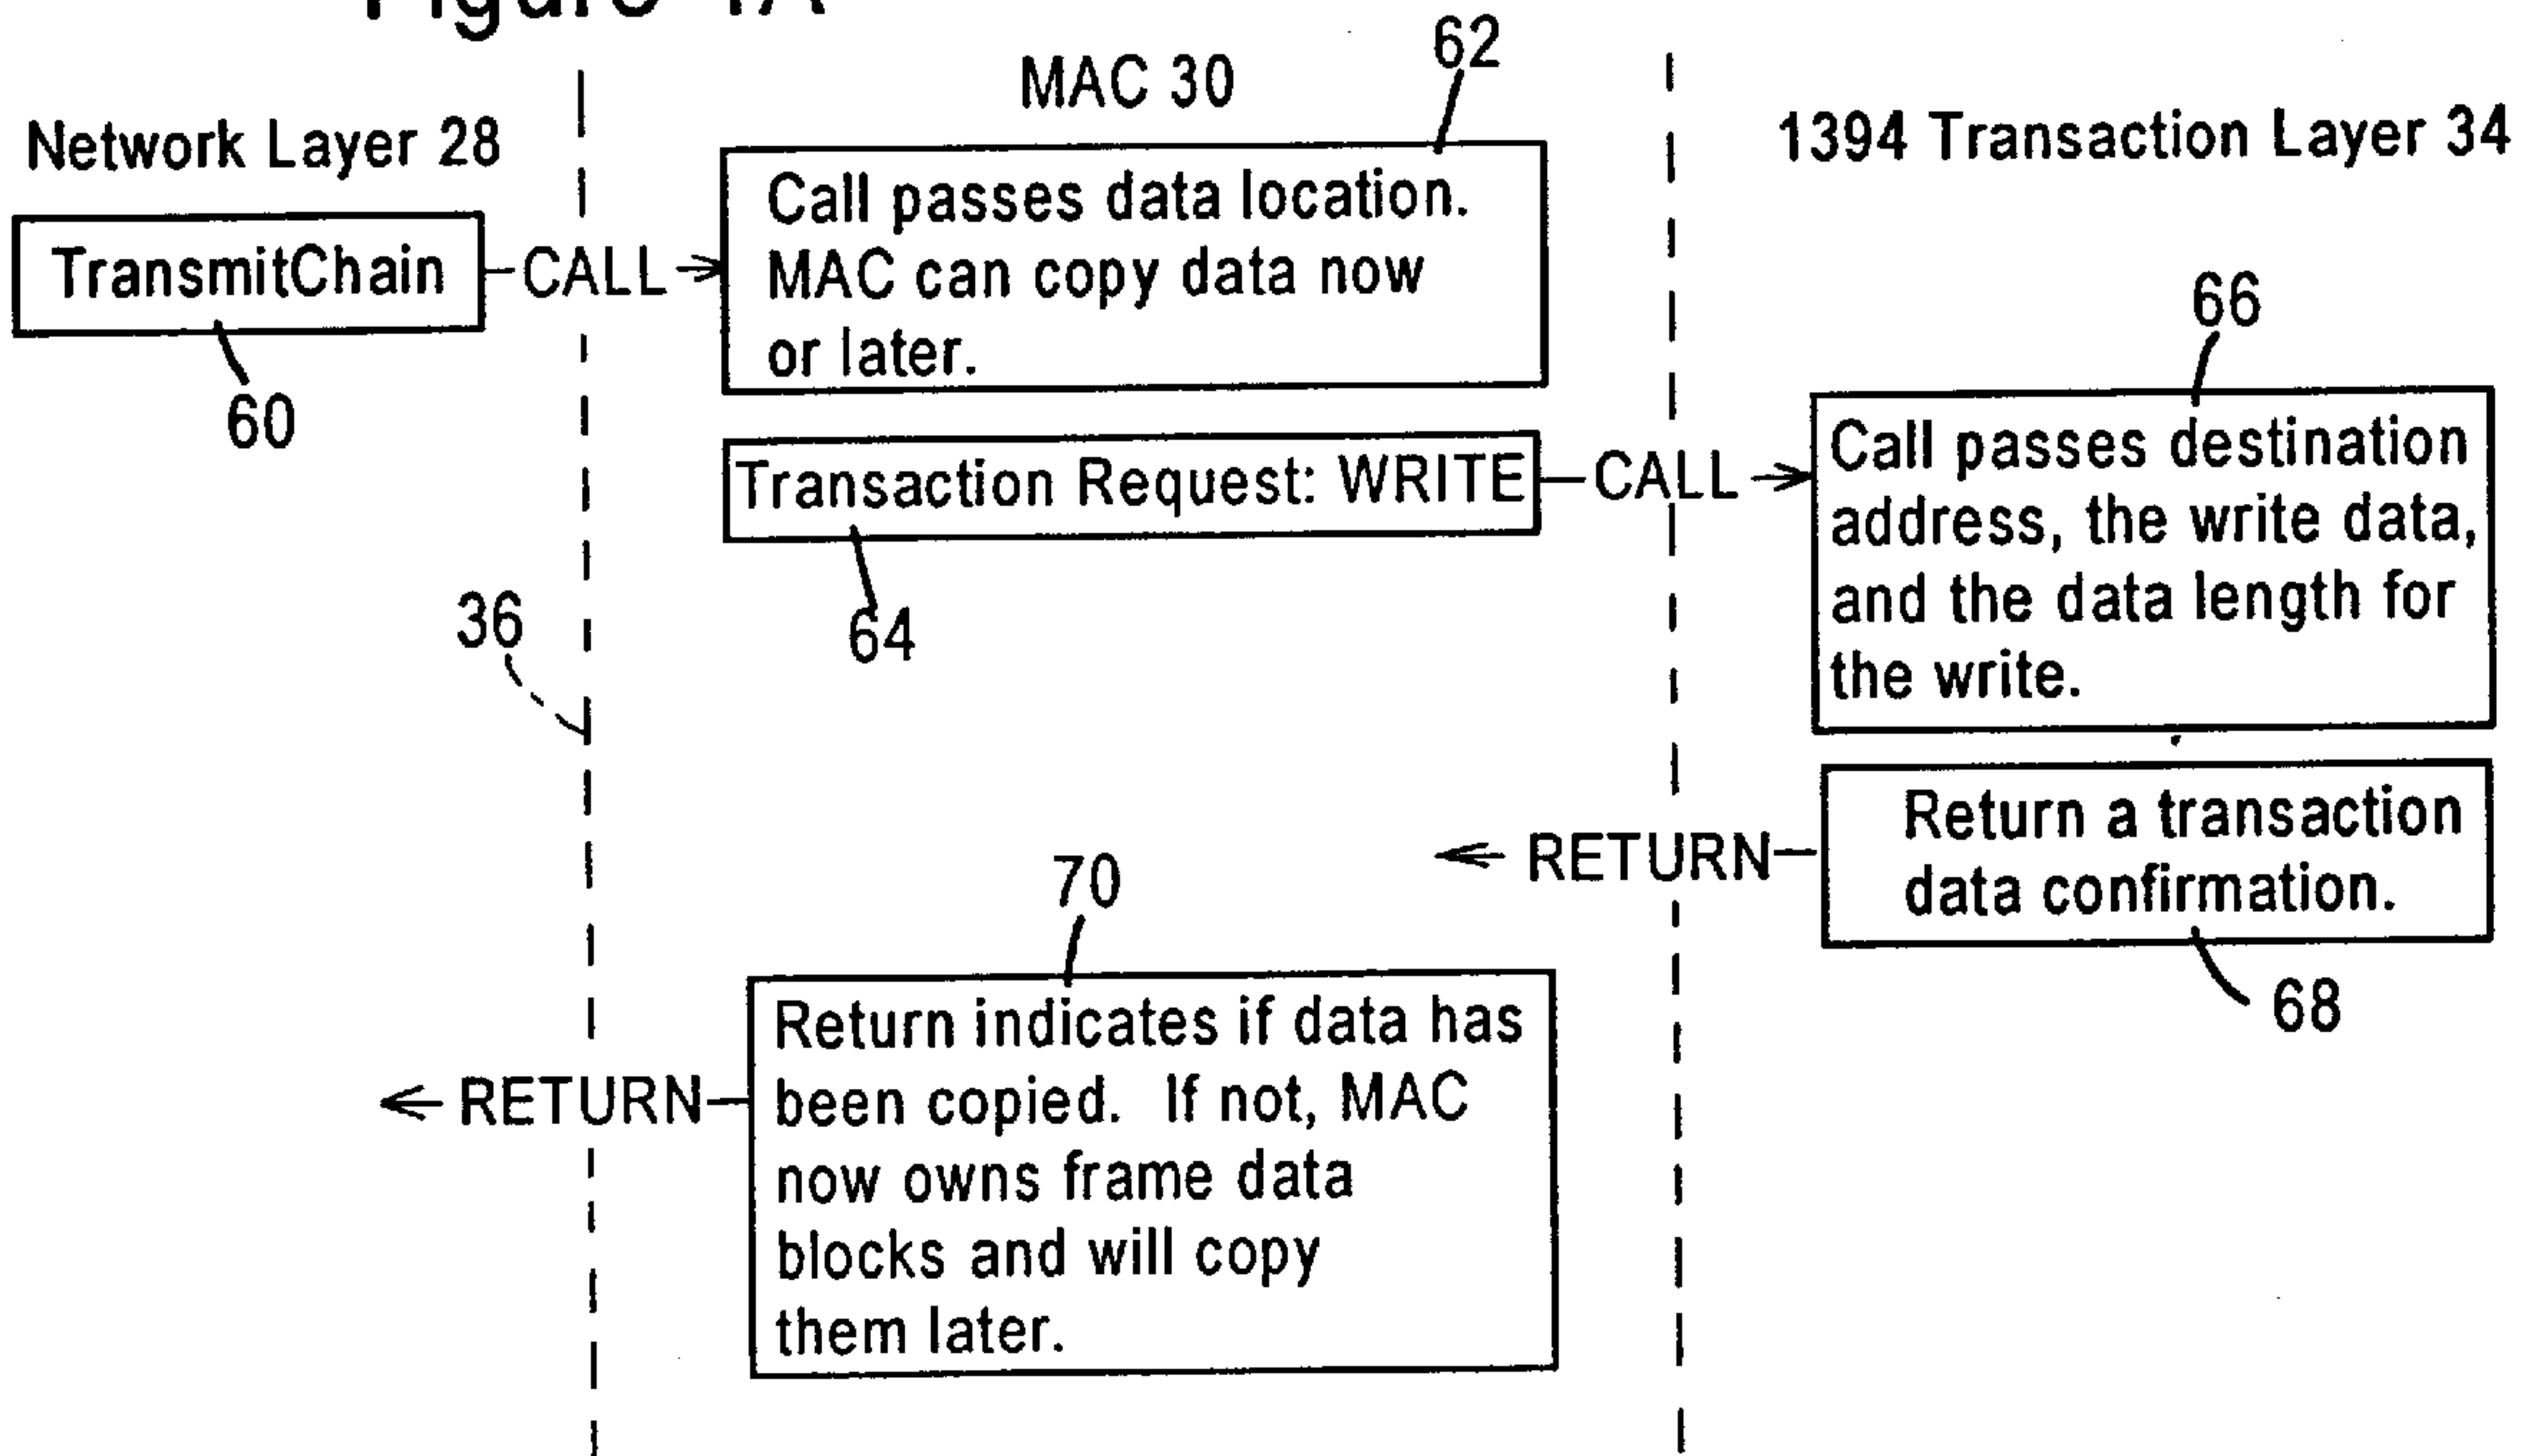 Figure 4A
62
MAC 30
Network Layer 28
1394 Transaction Layer 34
TransmitChain
CALL
Call passes data location.
MAC can copy data now
or later.
60
66
Transaction Request: WRITE
CALL
Call passes destination
address, the write data,
and the data length for
the write.
36
64
RETURN
Return a transaction
data confirmation.
70
68
RETURN
Return indicates if data has
been copied. If not, MAC
now owns frame data
blocks and will copy
them later.